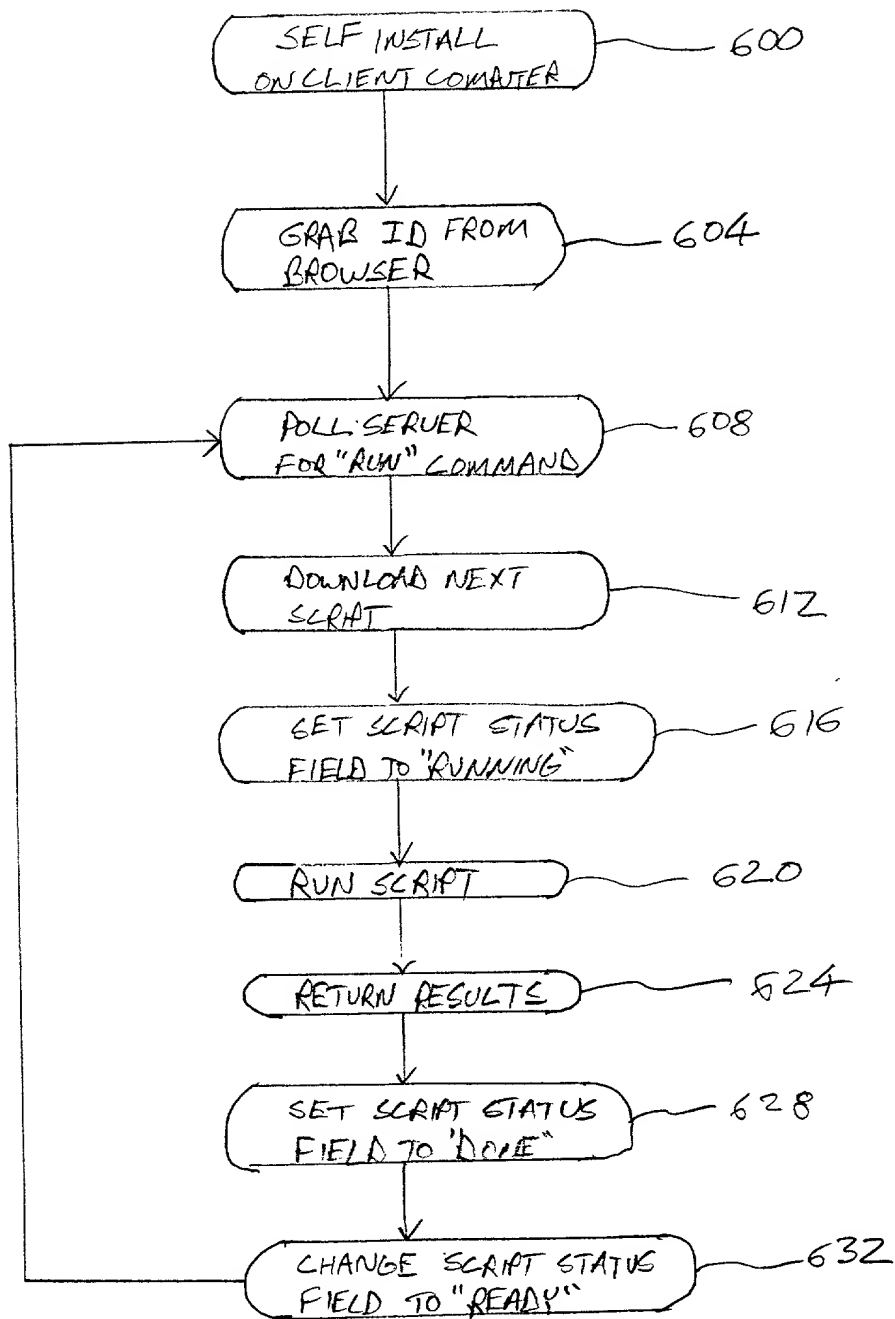 SELF INSTALL
ON CLIENT COMPUTER
600
GRAB ID FROM
BROWSER
604
POLL SERVER
FOR "RUN" COMMAND
608
DOWNLOAD NEXT
SCRIPT
612
SET SCRIPT STATUS
FIELD TO "RUNNING"
616
RUN SCRIPT
620
RETURN RESULTS
624
SET SCRIPT STATUS
FIELD TO "DONE"
628
CHANGE SCRIPT STATUS
FIELD TO "READY"
632